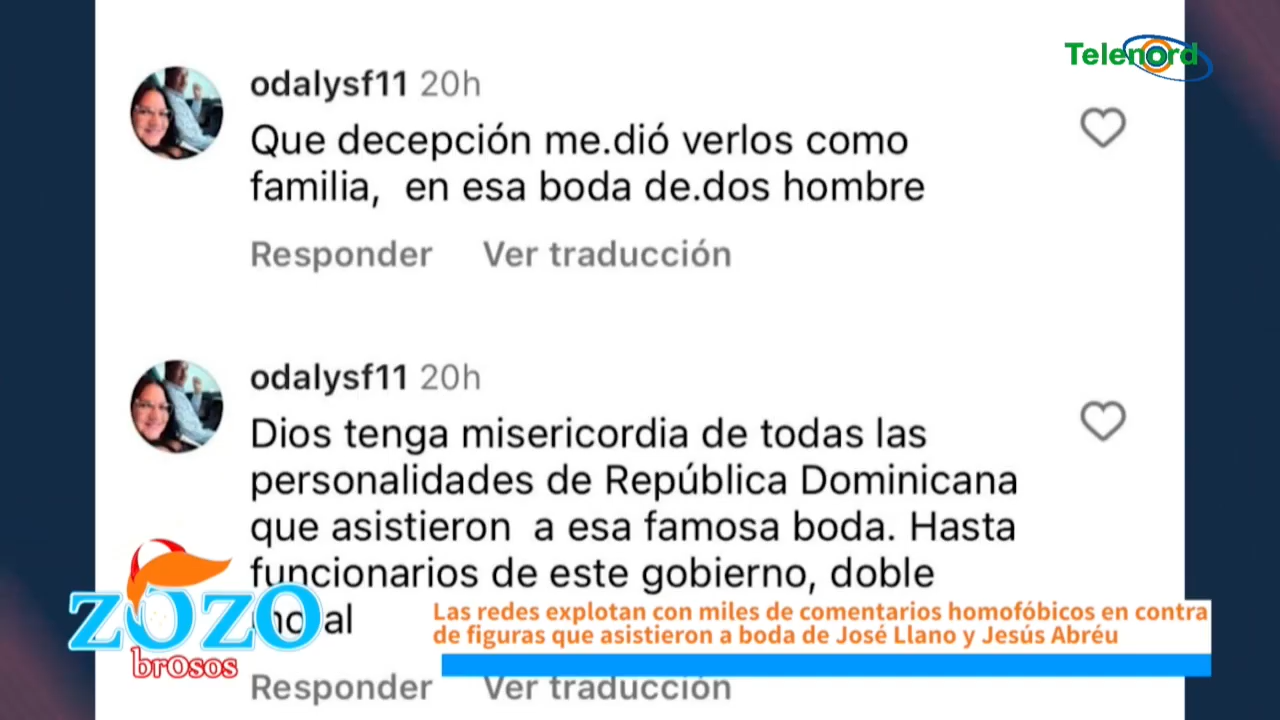 Telenord
odalysf11 20h
Que decepción me.dió verlos como
familia, en esa boda de.dos hombre
Responder Ver traducción
odalysf11 20h
Dios tenga misericordia de todas las
personalidades de República Dominicana
que asistieron a esa famosa boda. Hasta
funcionarios de este gobierno, doble
al
zozo
brosos
Las redes explotan con miles de comentarios homofóbicos en contra
de figuras que asistieron a boda de José Llano y Jesús Abréu
Responder Ver traducción